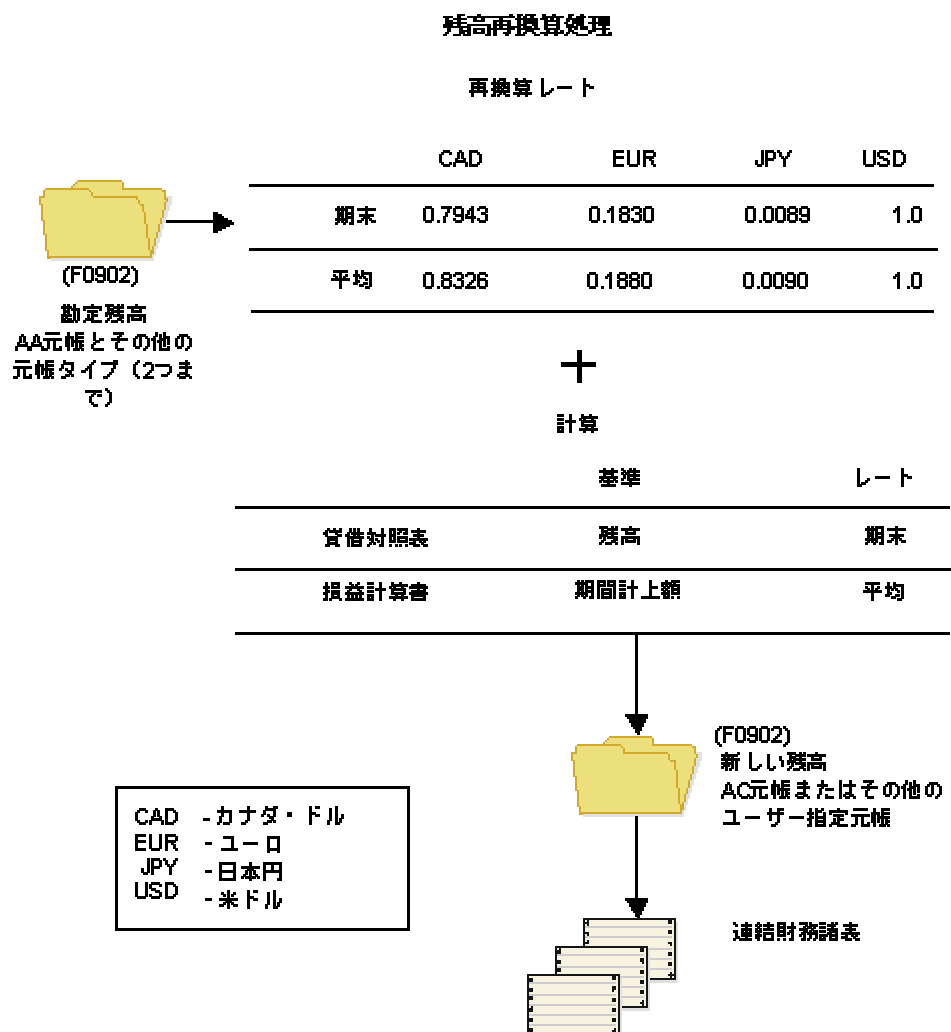 残高再換算処理
再換算レート
CAD EUR JPY USD
期末 0.7943 0.1830 0.0089 1.0
平均 0.8326 0.1880 0.0090 1.0
(F0902)
勘定残高
AA元帳とその他の
元帳タイプ（2つま
で）
+
計算
基準 レート
貸借対照表 残高 期末
損益計算書 期間計上額 平均
(F0902)
新しい残高
AC元帳またはその他の
ユーザー指定元帳
CAD -カナダ・ドル
EUR -ユーロ
JPY -日本円
USD -米ドル
連結財務諸表